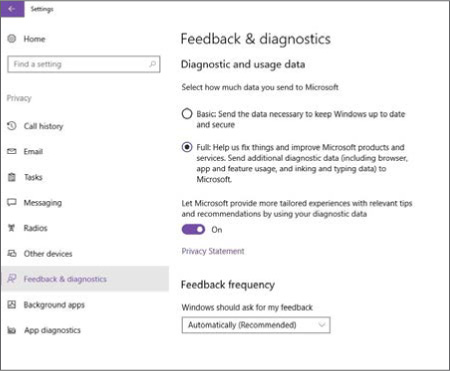 Settings
Home
Find a setting
Privacy
Call history
Email
Tasks
Messaging
Radios
Other devices
Feedback & diagnostics
Background apps
App diagnostics
Feedback & diagnostics
Diagnostic and usage data
Select how much data you send to Microsoft
Basic: Send the data necessary to keep Windows up to date
and secure
Full: Help us fix things and improve Microsoft products and
services. Send additional diagnostic data (including browser,
app and feature usage, and inking and typing data) to
Microsoft.
Let Microsoft provide more tailored experiences with relevant tips
and recommendations by using your diagnostic data
On
Privacy Statement
Feedback frequency
Windows should ask for my feedback
Automatically (Recommended)